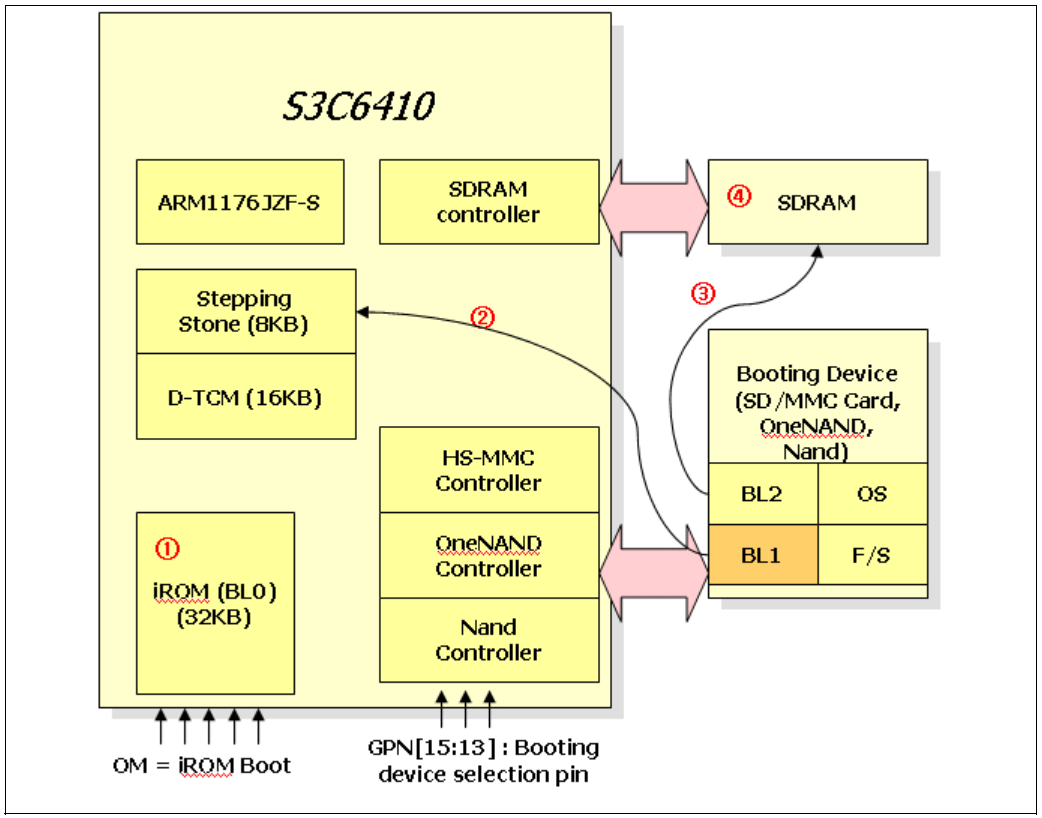 S3C6410
ARM1176JZF-S
SDRAM
controller
④
SDRAM
Stepping
Stone (8KB)
D-TCM (16KB)
②
③
Booting Device
(SD/MMC Card,
OneNAND,
Nand)
BL2
OS
BL1
F/S
HS-MMC
Controller
OneNAND
Controller
Nand
Controller
①
iROM (BL0)
(32KB)
OM = iROM Boot
GPN[15:13] : Booting
device selection pin